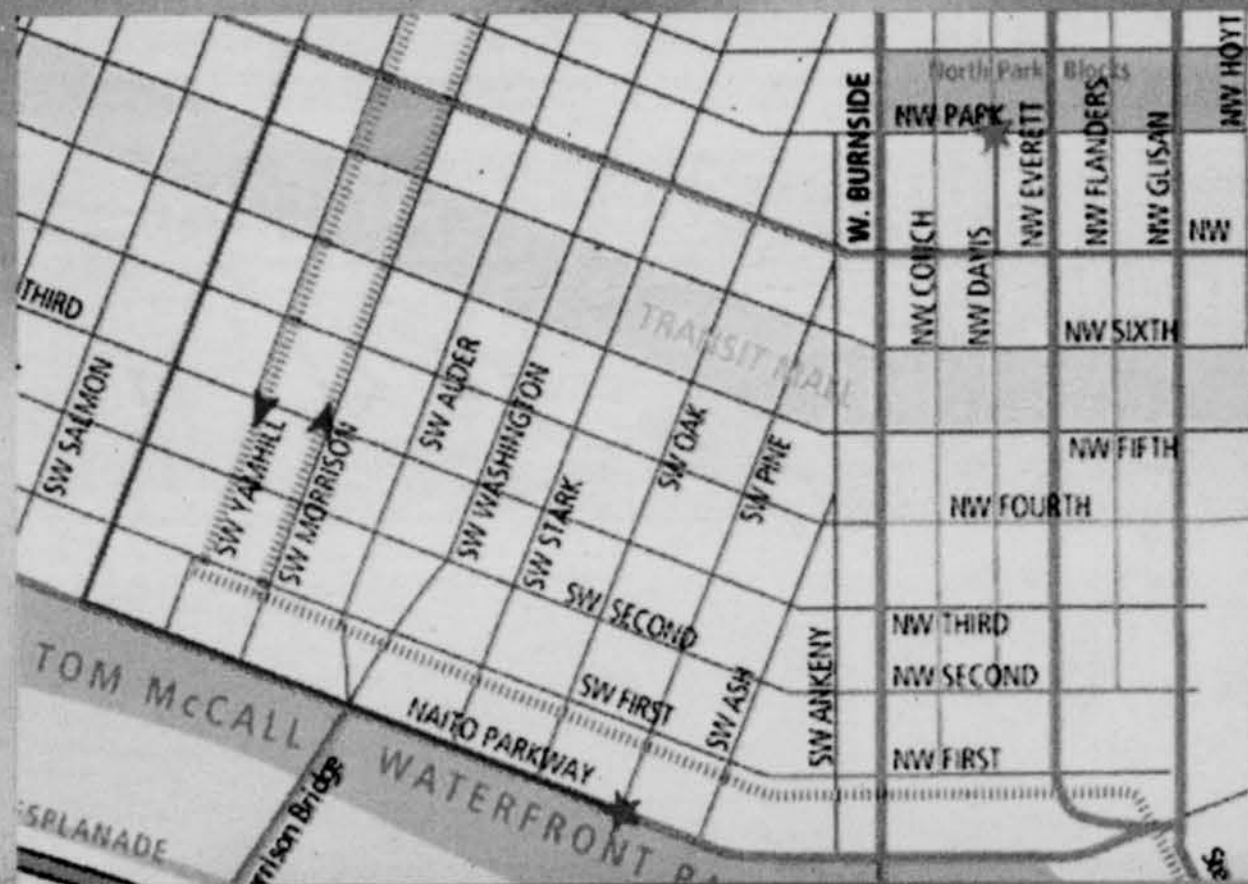 North Park Blocks
NW PARK
W. BURNSIDE
NW EVERETT
NW FLANDERS
NW GLISAN
NW HOYT
NW
NW COUCH
NW DAVIS
THIRD
TRANSIT MALL
NW SIXTH
SW SALMON
SW YAMHILL
SW MORRISON
SW ALDER
SW WASHINGTON
SW STARK
SW OAK
SW PINE
NW FIFTH
NW FOURTH
SW SECOND
NW THIRD
SW ANKENY
NW SECOND
SW FIRST
SW ASH
NW FIRST
TOM McCALL WATERFRONT PA
NAITO PARKWAY
ESPLANADE
rrison Bridge